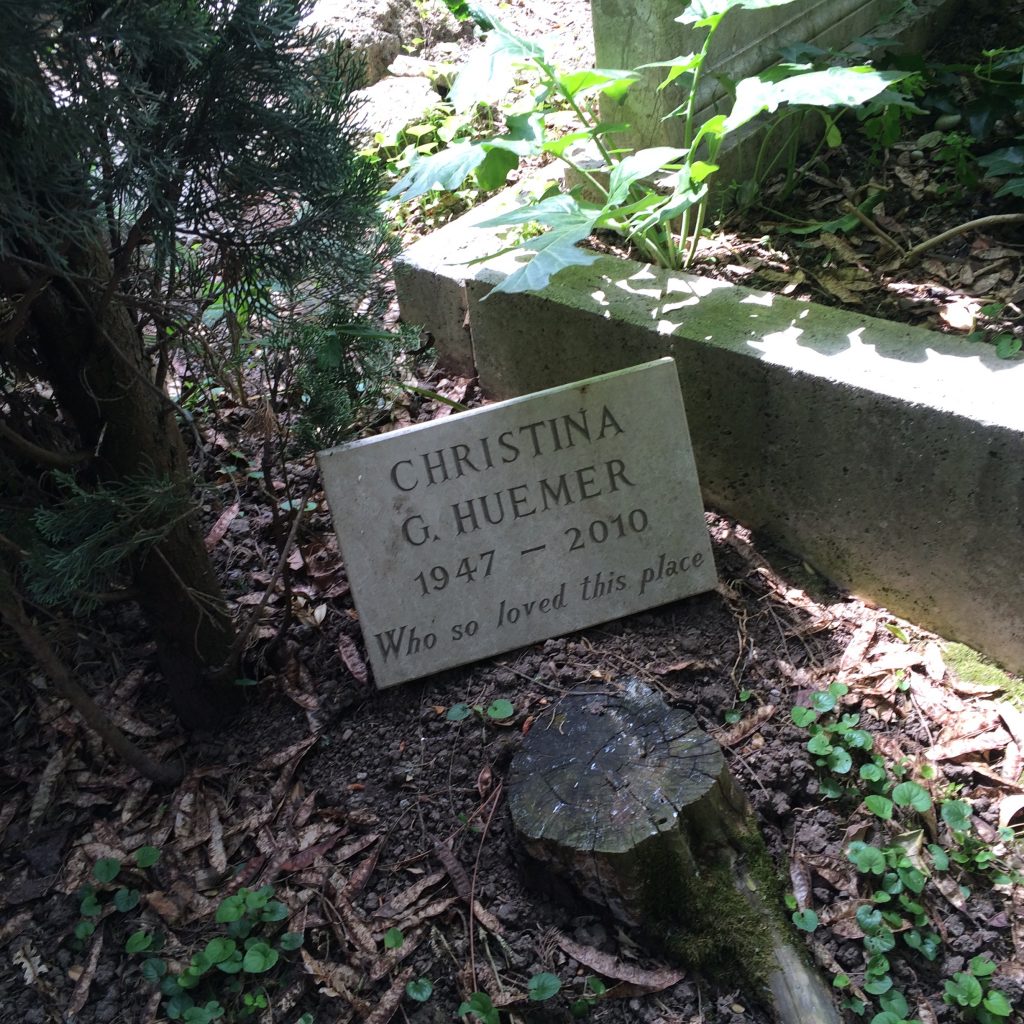 CHRISTINA
G. HUEMER
1947 – 2010
Who so loved this place